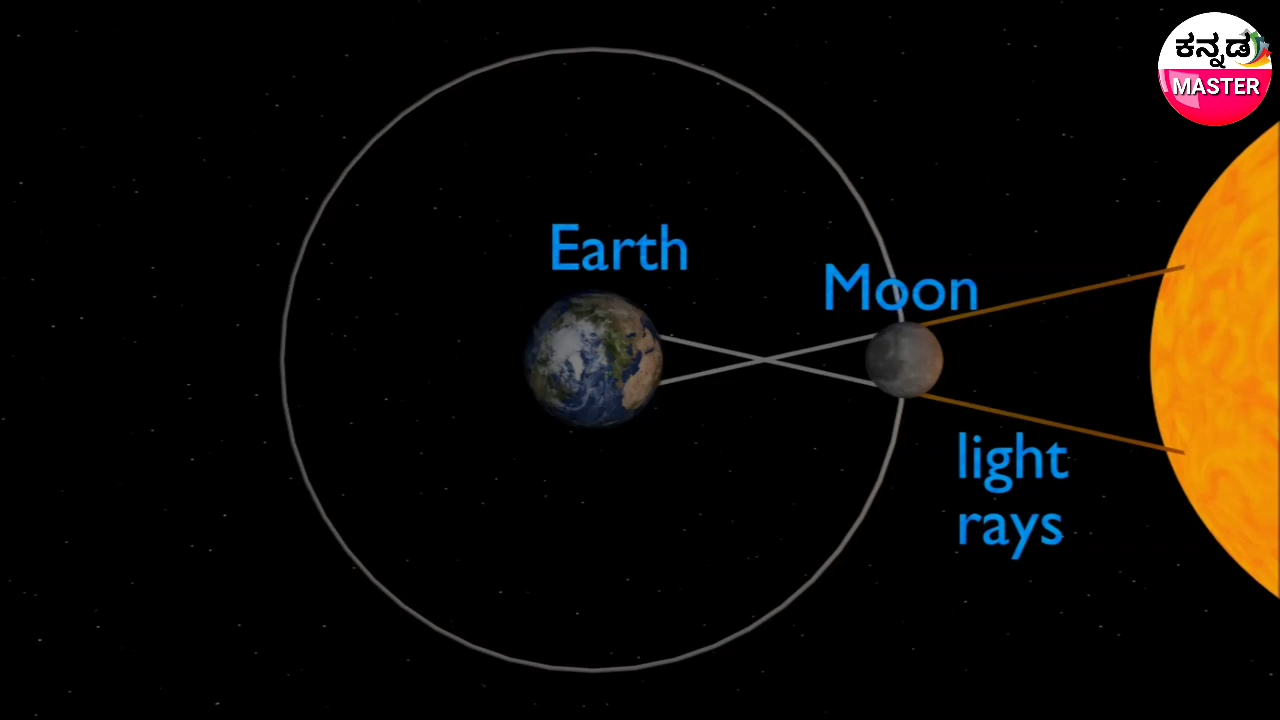 ಕನ್ನಡ
MASTER
Earth
Moon
light
rays